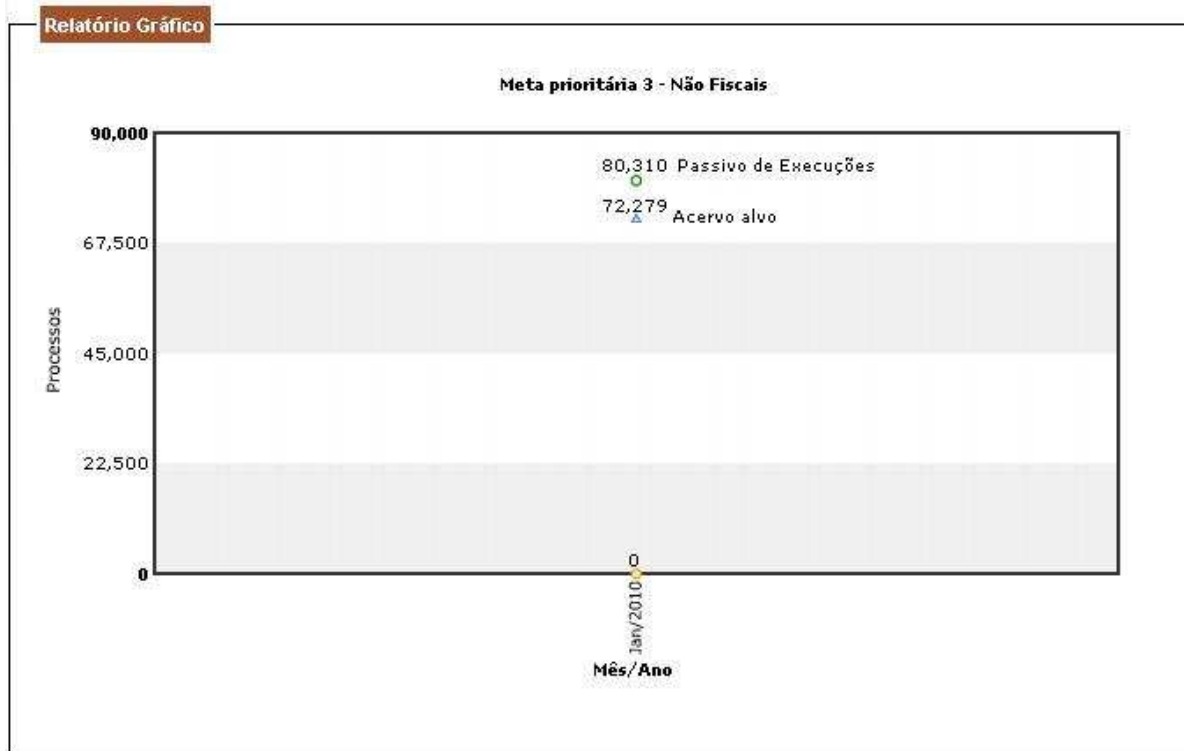 Relatório Gráfico
Meta prioritária 3 - Não Fiscais
90,000
80,310 Passivo de Execuções
72,279 Acervo alvo
67,500
Processos
45,000
22,500
0
0
Jan/2010
Mês/Ano